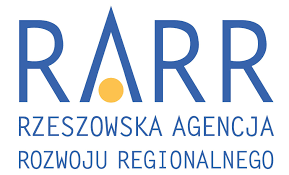 RARR
RZESZOWSKA AGENCJA
ROZWOJU REGIONALNEGO